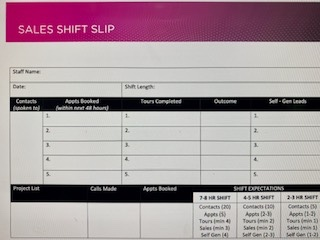 SALES SHIFT SLIP
Staff Name:
Date: Shift Length:
Contacts (spoken to) Appts Booked (within next 48 hours) Tours Completed Outcome Self - Gen Leads
1. 1. 1.
2. 2. 2.
3. 3. 3.
4. 4. 4.
5. 5. 5.
Project List Calls Made Appts Booked SHIFT EXPECTATIONS
7-8 HR SHIFT 4-5 HR SHIFT 2-3 HR SHIFT
Contacts (20) Contacts (10) Contacts (5)
Appts (5) Appts (2-3) Appts (1-2)
Tours (min 4) Tours (min 2) Tours (min 1)
Sales (min 3) Sales (min 2) Sales (min 1)
Self Gen (4) Self Gen (2-3) Self Gen (1-2)